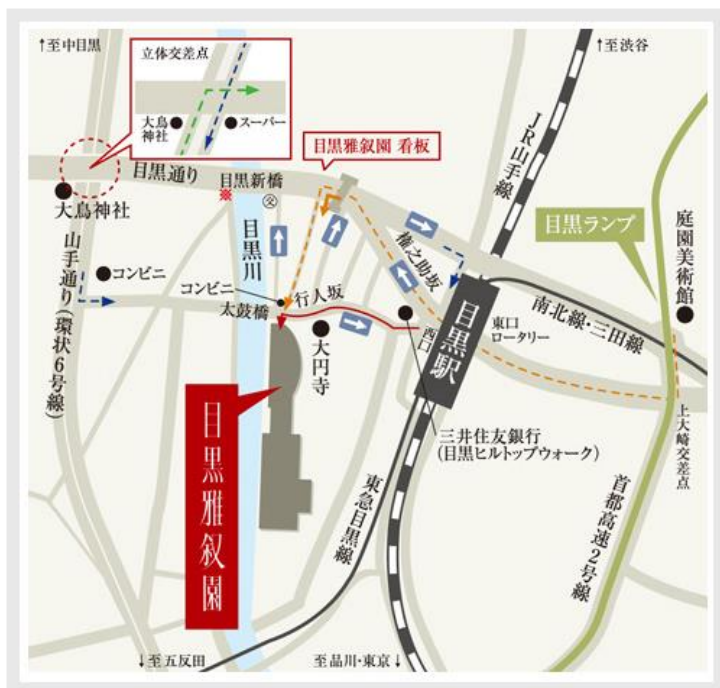 ↑至中目黒
立体交差点
大鳥
神社
スーパー
↑至渋谷
目黒雅叙園 看板
JR山手線
目黒通り
目黒新橋
※
交
大鳥神社
目黒川
権之助坂
目黒ランプ
庭園美術館
山手通り(環状6号線)
コンビニ
コンビニ
行人坂
太鼓橋
大円寺
西口
目黒駅
東口
ロータリー
南北線・三田線
目黒雅叙園
三井住友銀行
(目黒ヒルトップウォーク)
上大崎交差点
東急目黒線
首都高速2号線
↓至五反田
至品川・東京↓